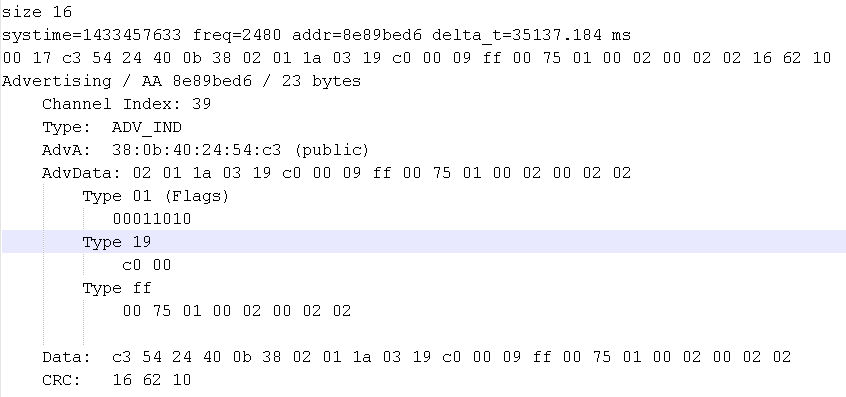 size 16
systime=1433457633 freq=2480 addr=8e89bed6 delta_t=35137.184 ms
00 17 c3 54 24 40 0b 38 02 01 1a 03 19 c0 00 09 ff 00 75 01 00 02 00 02 02 16 62 10
Advertising / AA 8e89bed6 / 23 bytes
Channel Index: 39
Type:  ADV_IND
AdvA:  38:0b:40:24:54:c3 (public)
AdvData: 02 01 1a 03 19 c0 00 09 ff 00 75 01 00 02 00 02 02
Type 01 (Flags)
00011010
Type 19
c0 00
Type ff
00 75 01 00 02 00 02 02
Data:  c3 54 24 40 0b 38 02 01 1a 03 19 c0 00 09 ff 00 75 01 00 02 00 02 02
CRC:   16 62 10